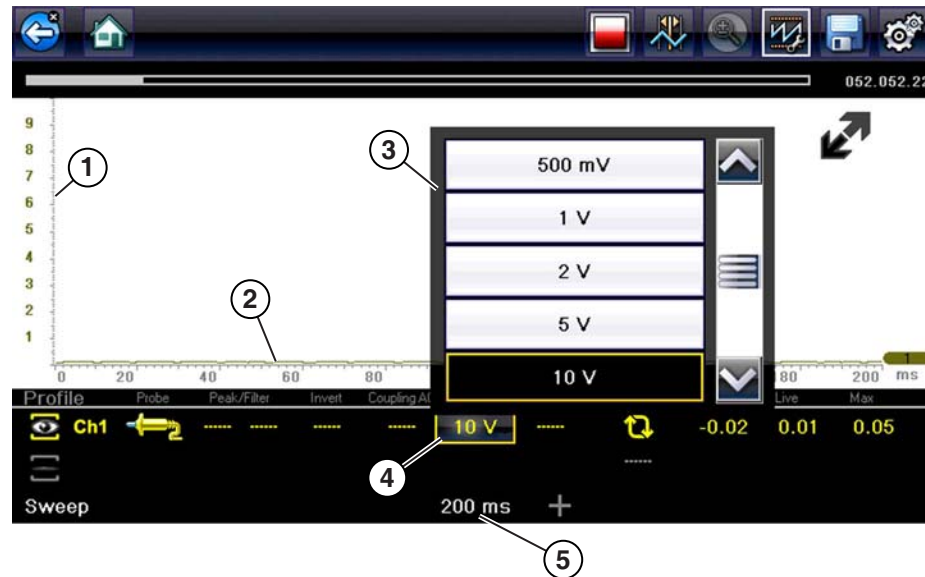 052.052.22
9
8
7
6
5
4
3
2
1
1
2
3
500 mV
1 V
2 V
5 V
10 V
1
0 20 40 60 80 80 200 ms
Profile Probe Peak/Filter Invert Coupling AC Live Max
Ch1 2 ----- ----- ----- ----- 10 V ----- -0.02 0.01 0.05
-----
4
Sweep 200 ms +
5